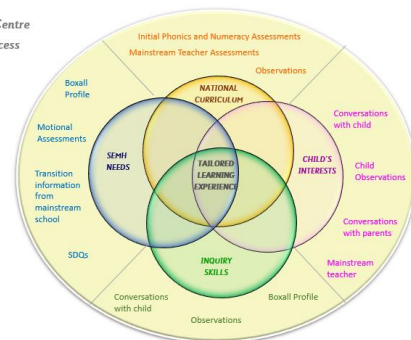 Centre
cess
Initial Phonics and Numeracy Assessments
Mainstream Teacher Assessments
Observations
Boxall
Profile
NATIONAL
CURRICULUM
Conversations
with child
Motional
Assessments
SEMH
NEEDS
TAILORED
LEARNING
EXPERIENCE
CHILD'S
INTERESTS
Child
Observations
Transition
information
from
mainstream
school
Conversations
with parents
SDQs
INQUIRY
SKILLS
Mainstream
teacher
Conversations
with child
Boxall Profile
Observations